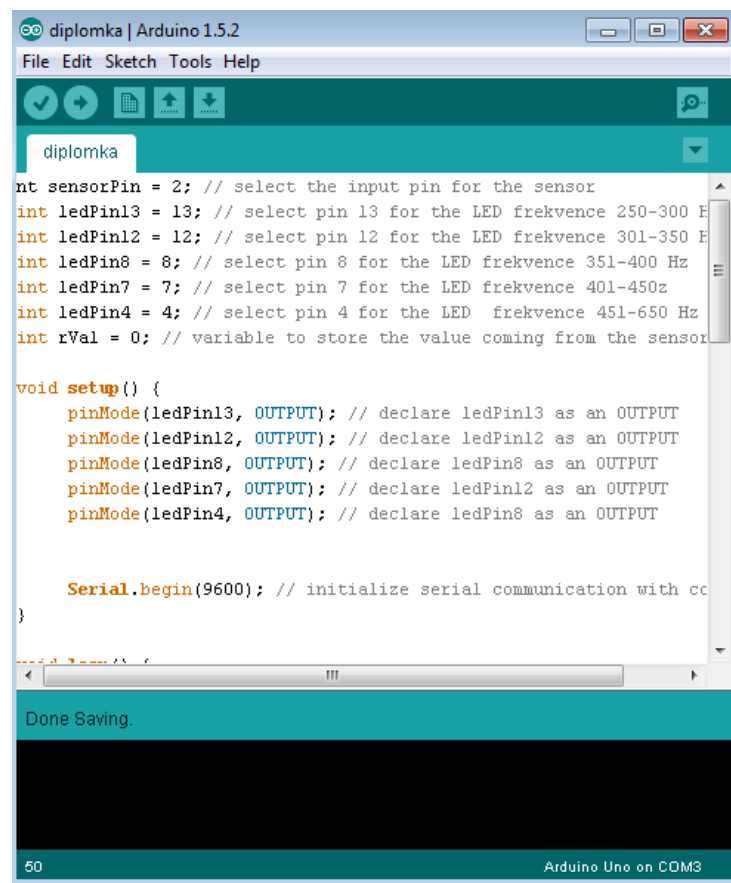 diplomka | Arduino 1.5.2
File Edit Sketch Tools Help
diplomka
nt sensorPin = 2; // select the input pin for the sensor
int ledPin13 = 13; // select pin 13 for the LED frekvence 250-300 H
int ledPin12 = 12; // select pin 12 for the LED frekvence 301-350 H
int ledPin8 = 8; // select pin 8 for the LED frekvence 351-400 Hz
int ledPin7 = 7; // select pin 7 for the LED frekvence 401-450z
int ledPin4 = 4; // select pin 4 for the LED  frekvence 451-650 Hz
int rVal = 0; // variable to store the value coming from the sensor
void setup() {
pinMode(ledPin13, OUTPUT); // declare ledPin13 as an OUTPUT
pinMode(ledPin12, OUTPUT); // declare ledPin12 as an OUTPUT
pinMode(ledPin8, OUTPUT); // declare ledPin8 as an OUTPUT
pinMode(ledPin7, OUTPUT); // declare ledPin12 as an OUTPUT
pinMode(ledPin4, OUTPUT); // declare ledPin8 as an OUTPUT
Serial.begin(9600); // initialize serial communication with co
}
Done Saving.
50 Arduino Uno on COM3